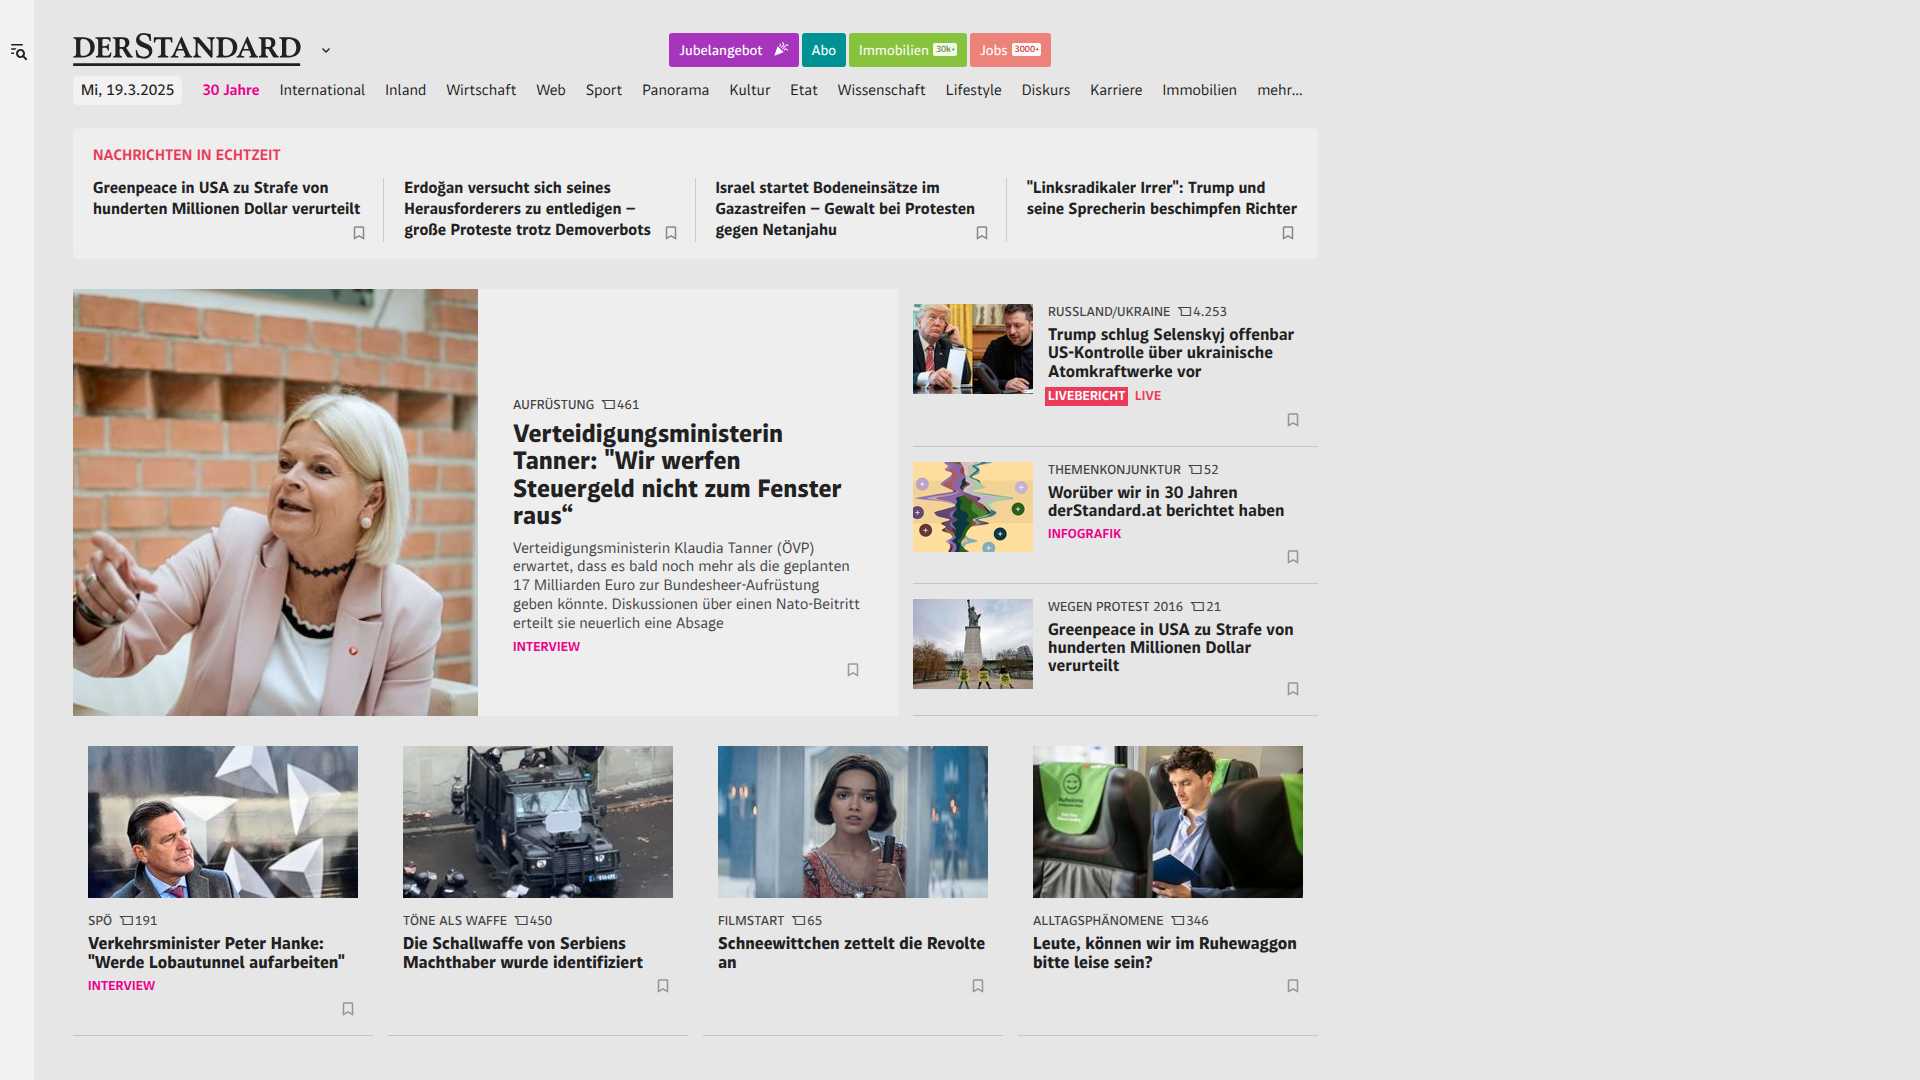 DERSTANDARD
Jubelangebot
Abo
Immobilien 30k+
Jobs 3000+
Mi, 19.3.2025
30 Jahre
International
Inland
Wirtschaft
Web
Sport
Panorama
Kultur
Etat
Wissenschaft
Lifestyle
Diskurs
Karriere
Immobilien
mehr...
NACHRICHTEN IN ECHTZEIT
Greenpeace in USA zu Strafe von
hunderten Millionen Dollar verurteilt
Erdoğan versucht sich seines
Herausforderers zu entledigen –
große Proteste trotz Demoverbots
Israel startet Bodeneinsätze im
Gazastreifen – Gewalt bei Protesten
gegen Netanjahu
"Linksradikaler Irrer": Trump und
seine Sprecherin beschimpfen Richter
AUFRÜSTUNG 461
Verteidigungsministerin
Tanner: "Wir werfen
Steuergeld nicht zum Fenster
raus“
Verteidigungsministerin Klaudia Tanner (ÖVP)
erwartet, dass es bald noch mehr als die geplanten
17 Milliarden Euro zur Bundesheer-Aufrüstung
geben könnte. Diskussionen über einen Nato-Beitritt
erteilt sie neuerlich eine Absage
INTERVIEW
RUSSLAND/UKRAINE 4.253
Trump schlug Selenskyj offenbar
US-Kontrolle über ukrainische
Atomkraftwerke vor
LIVEBERICHT LIVE
THEMENKONJUNKTUR 52
Worüber wir in 30 Jahren
derStandard.at berichtet haben
INFOGRAFIK
WEGEN PROTEST 2016 21
Greenpeace in USA zu Strafe von
hunderten Millionen Dollar
verurteilt
SPÖ 191
Verkehrsminister Peter Hanke:
"Werde Lobautunnel aufarbeiten"
INTERVIEW
TÖNE ALS WAFFE 450
Die Schallwaffe von Serbiens
Machthaber wurde identifiziert
FILMSTART 65
Schneewittchen zettelt die Revolte
an
Ruhezone
ALLTAGSPHÄNOMENE 346
Leute, können wir im Ruhewaggon
bitte leise sein?